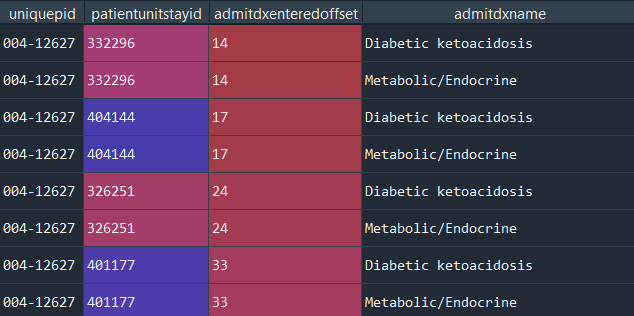 uniquepid patientunitstayid admitdxenteredoffset admitdxname
004-12627 332296 14 Diabetic ketoacidosis
004-12627 332296 14 Metabolic/Endocrine
004-12627 404144 17 Diabetic ketoacidosis
004-12627 404144 17 Metabolic/Endocrine
004-12627 326251 24 Diabetic ketoacidosis
004-12627 326251 24 Metabolic/Endocrine
004-12627 401177 33 Diabetic ketoacidosis
004-12627 401177 33 Metabolic/Endocrine